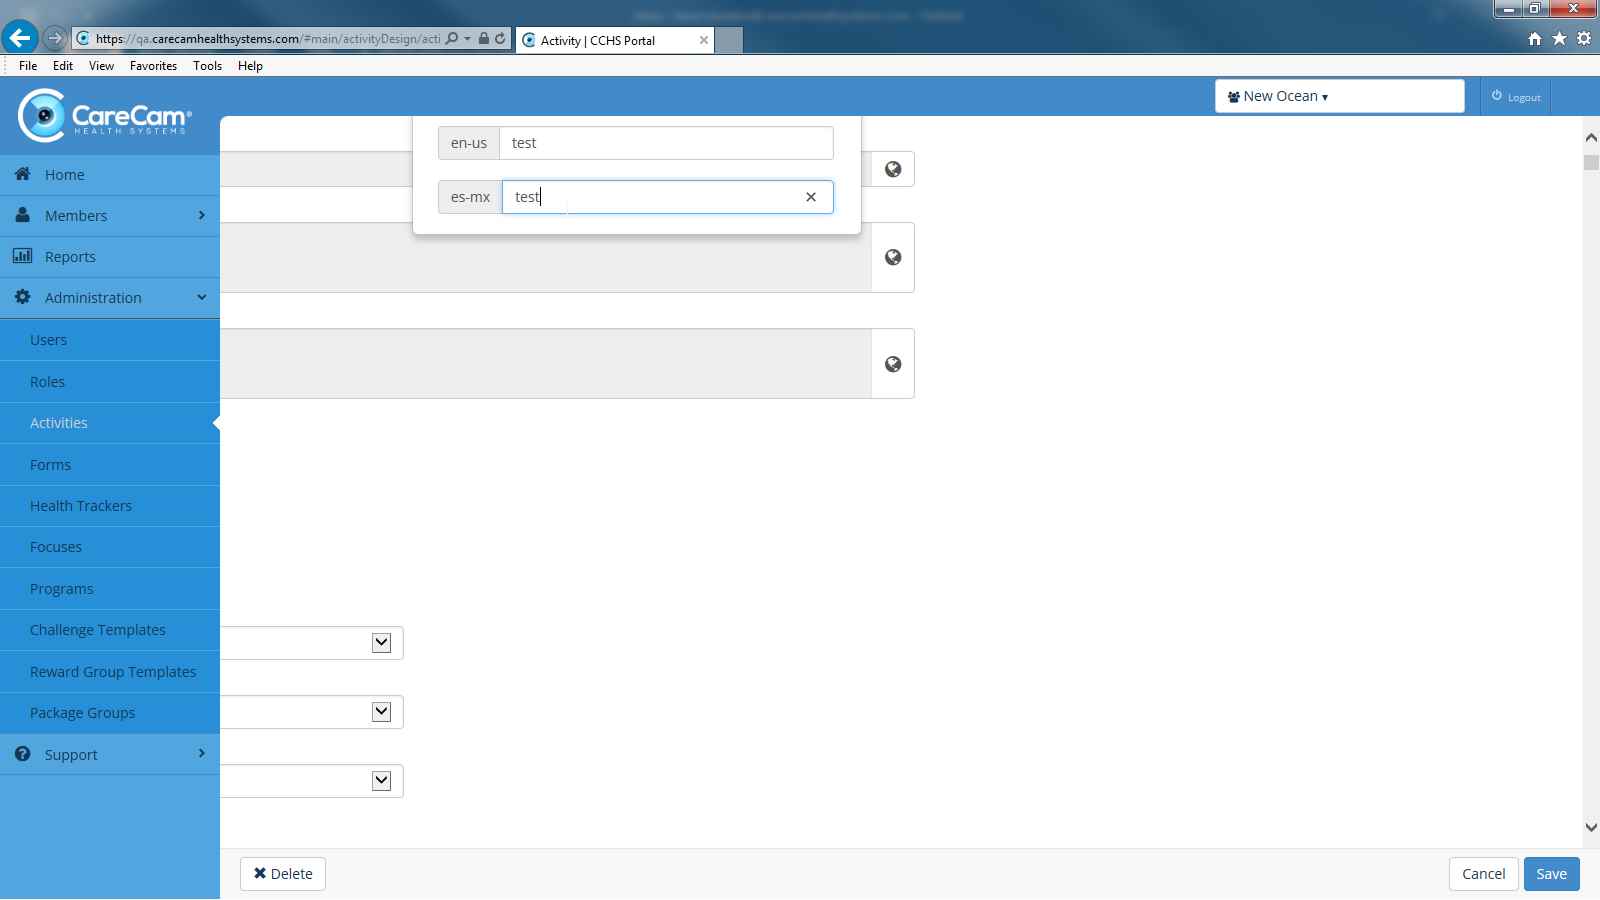 https://qa.carecamhealthsystems.com/#main/activityDesign/acti
Activity | CCHS Portal
File Edit View Favorites Tools Help
CareCam
HEALTH SYSTEMS
New Ocean
Logout
en-us test
es-mx test
Home
Members
Reports
Administration
Users
Roles
Activities
Forms
Health Trackers
Focuses
Programs
Challenge Templates
Reward Group Templates
Package Groups
Support
Delete
Cancel
Save